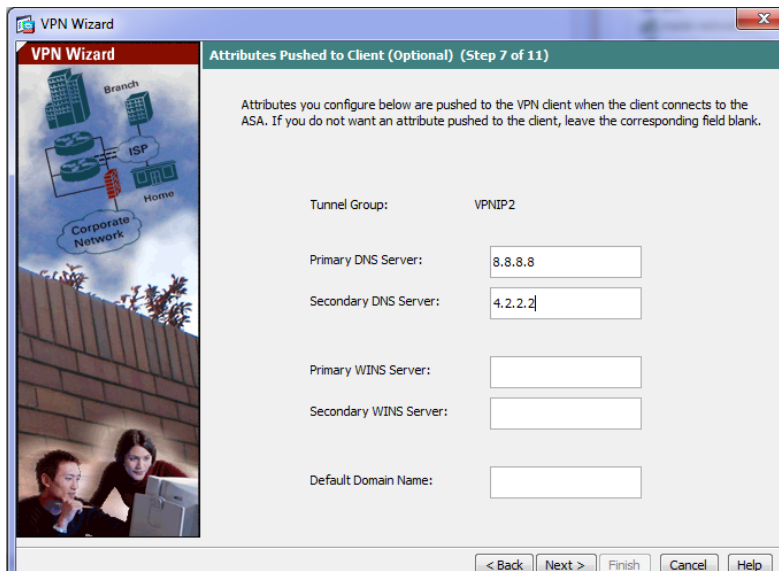 VPN Wizard
VPN Wizard
Attributes Pushed to Client (Optional) (Step 7 of 11)
Branch
ISP
Home
Corporate
Network
Attributes you configure below are pushed to the VPN client when the client connects to the
ASA. If you do not want an attribute pushed to the client, leave the corresponding field blank.
Tunnel Group: VPNIP2
Primary DNS Server: 8.8.8.8
Secondary DNS Server: 4.2.2.2
Primary WINS Server:
Secondary WINS Server:
Default Domain Name:
< Back Next > Finish Cancel Help